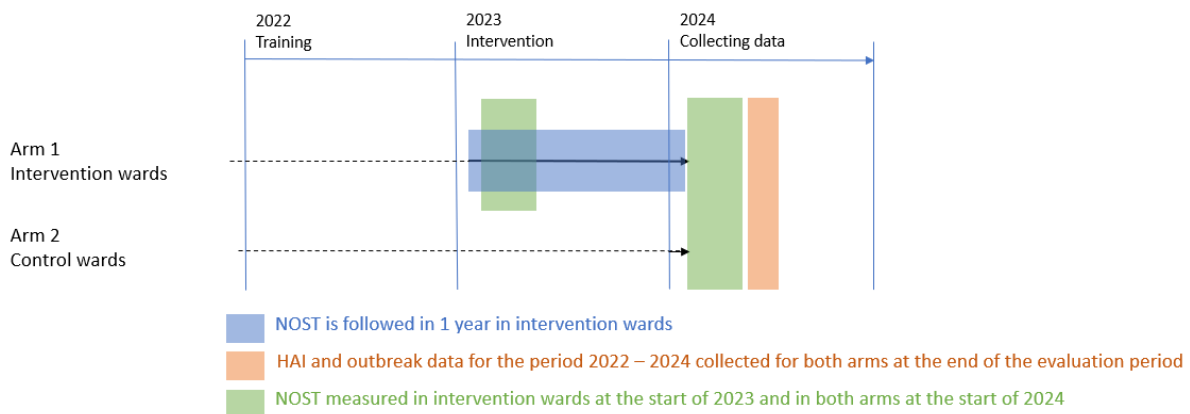 2022
Training
2023
Intervention
2024
Collecting data
Arm 1
Intervention wards
Arm 2
Control wards
NOST is followed in 1 year in intervention wards
HAI and outbreak data for the period 2022 – 2024 collected for both arms at the end of the evaluation period
NOST measured in intervention wards at the start of 2023 and in both arms at the start of 2024